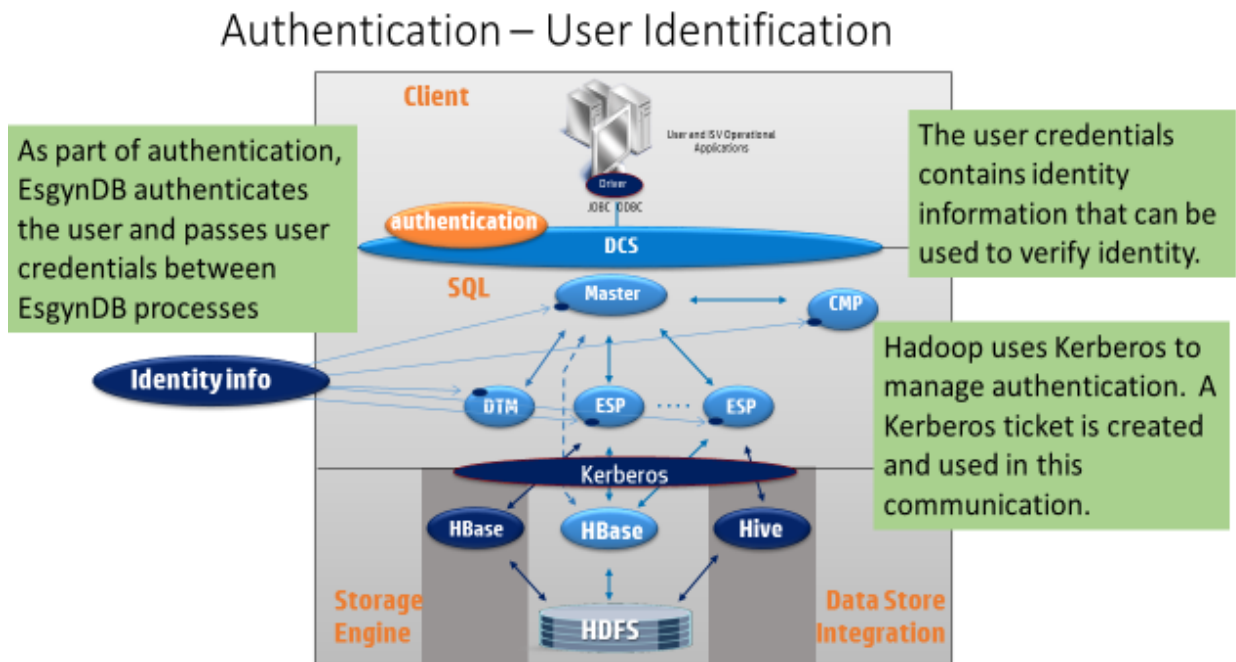 Authentication – User Identification
Client
User and ISV Operational
Applications
Driver
JDBC ODBC
As part of authentication,
EsgynDB authenticates
the user and passes user
credentials between
EsgynDB processes
The user credentials
contains identity
information that can be
used to verify identity.
authentication
DCS
SQL
Master
CMP
Identity info
DTM
ESP
....
ESP
Hadoop uses Kerberos to
manage authentication. A
Kerberos ticket is created
and used in this
communication.
Kerberos
HBase
HBase
Hive
Storage
Engine
HDFS
Data Store
Integration